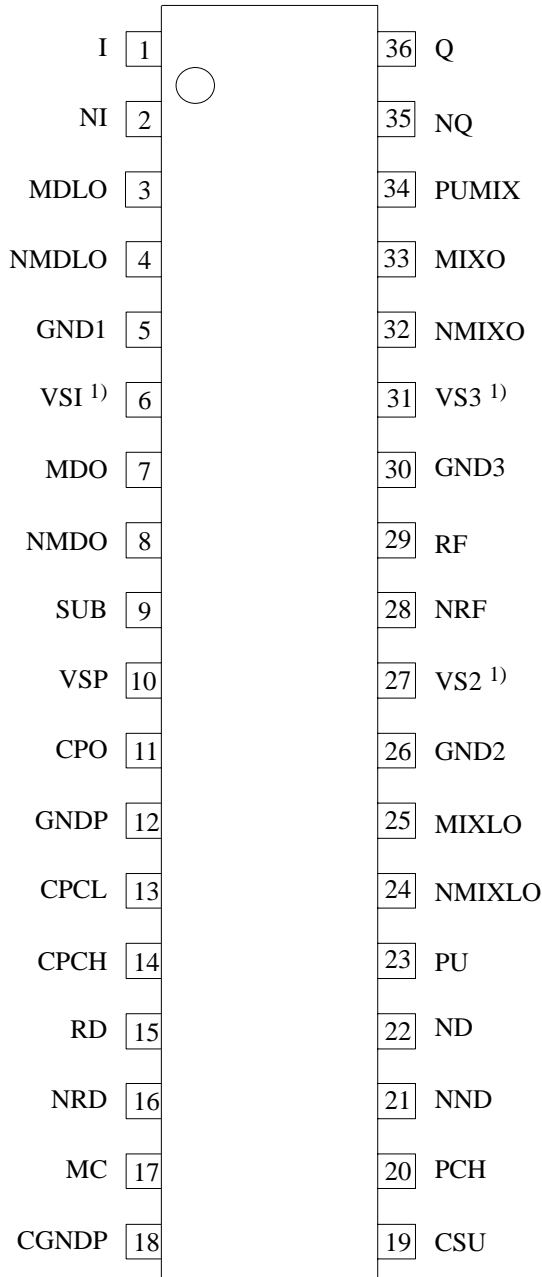 I 1 36 Q
NI 2 35 NQ
MDLO 3 34 PUMIX
NMDLO 4 33 MIXO
GND1 5 32 NMIXO
VSI 1) 6 31 VS3 1)
MDO 7 30 GND3
NMDO 8 29 RF
SUB 9 28 NRF
VSP 10 27 VS2 1)
CPO 11 26 GND2
GNDP 12 25 MIXLO
CPCL 13 24 NMIXLO
CPCH 14 23 PU
RD 15 22 ND
NRD 16 21 NND
MC 17 20 PCH
CGNDP 18 19 CSU